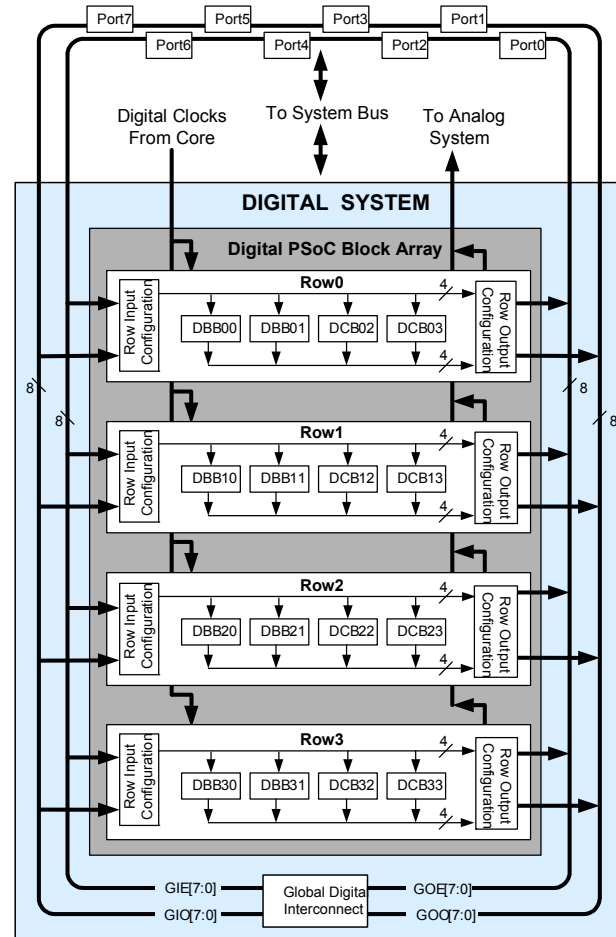 Port7
Port5
Port3
Port1
Port6
Port4
Port2
Port0
Digital Clocks
From Core
To System Bus
To Analog
System
DIGITAL SYSTEM
Digital PSoC Block Array
Row Input
Configuration
Row0
4
DBB00
DBB01
DCB02
DCB03
4
Row Output
Configuration
8
8
8
8
Row Input
Configuration
Row1
4
DBB10
DBB11
DCB12
DCB13
4
Row Output
Configuration
Row Input
Configuration
Row2
4
DBB20
DBB21
DCB22
DCB23
4
Row Output
Configuration
Row Input
Configuration
Row3
4
DBB30
DBB31
DCB32
DCB33
4
Row Output
Configuration
GIE[7:0]
GIO[7:0]
Global Digital
Interconnect
GOE[7:0]
GOO[7:0]